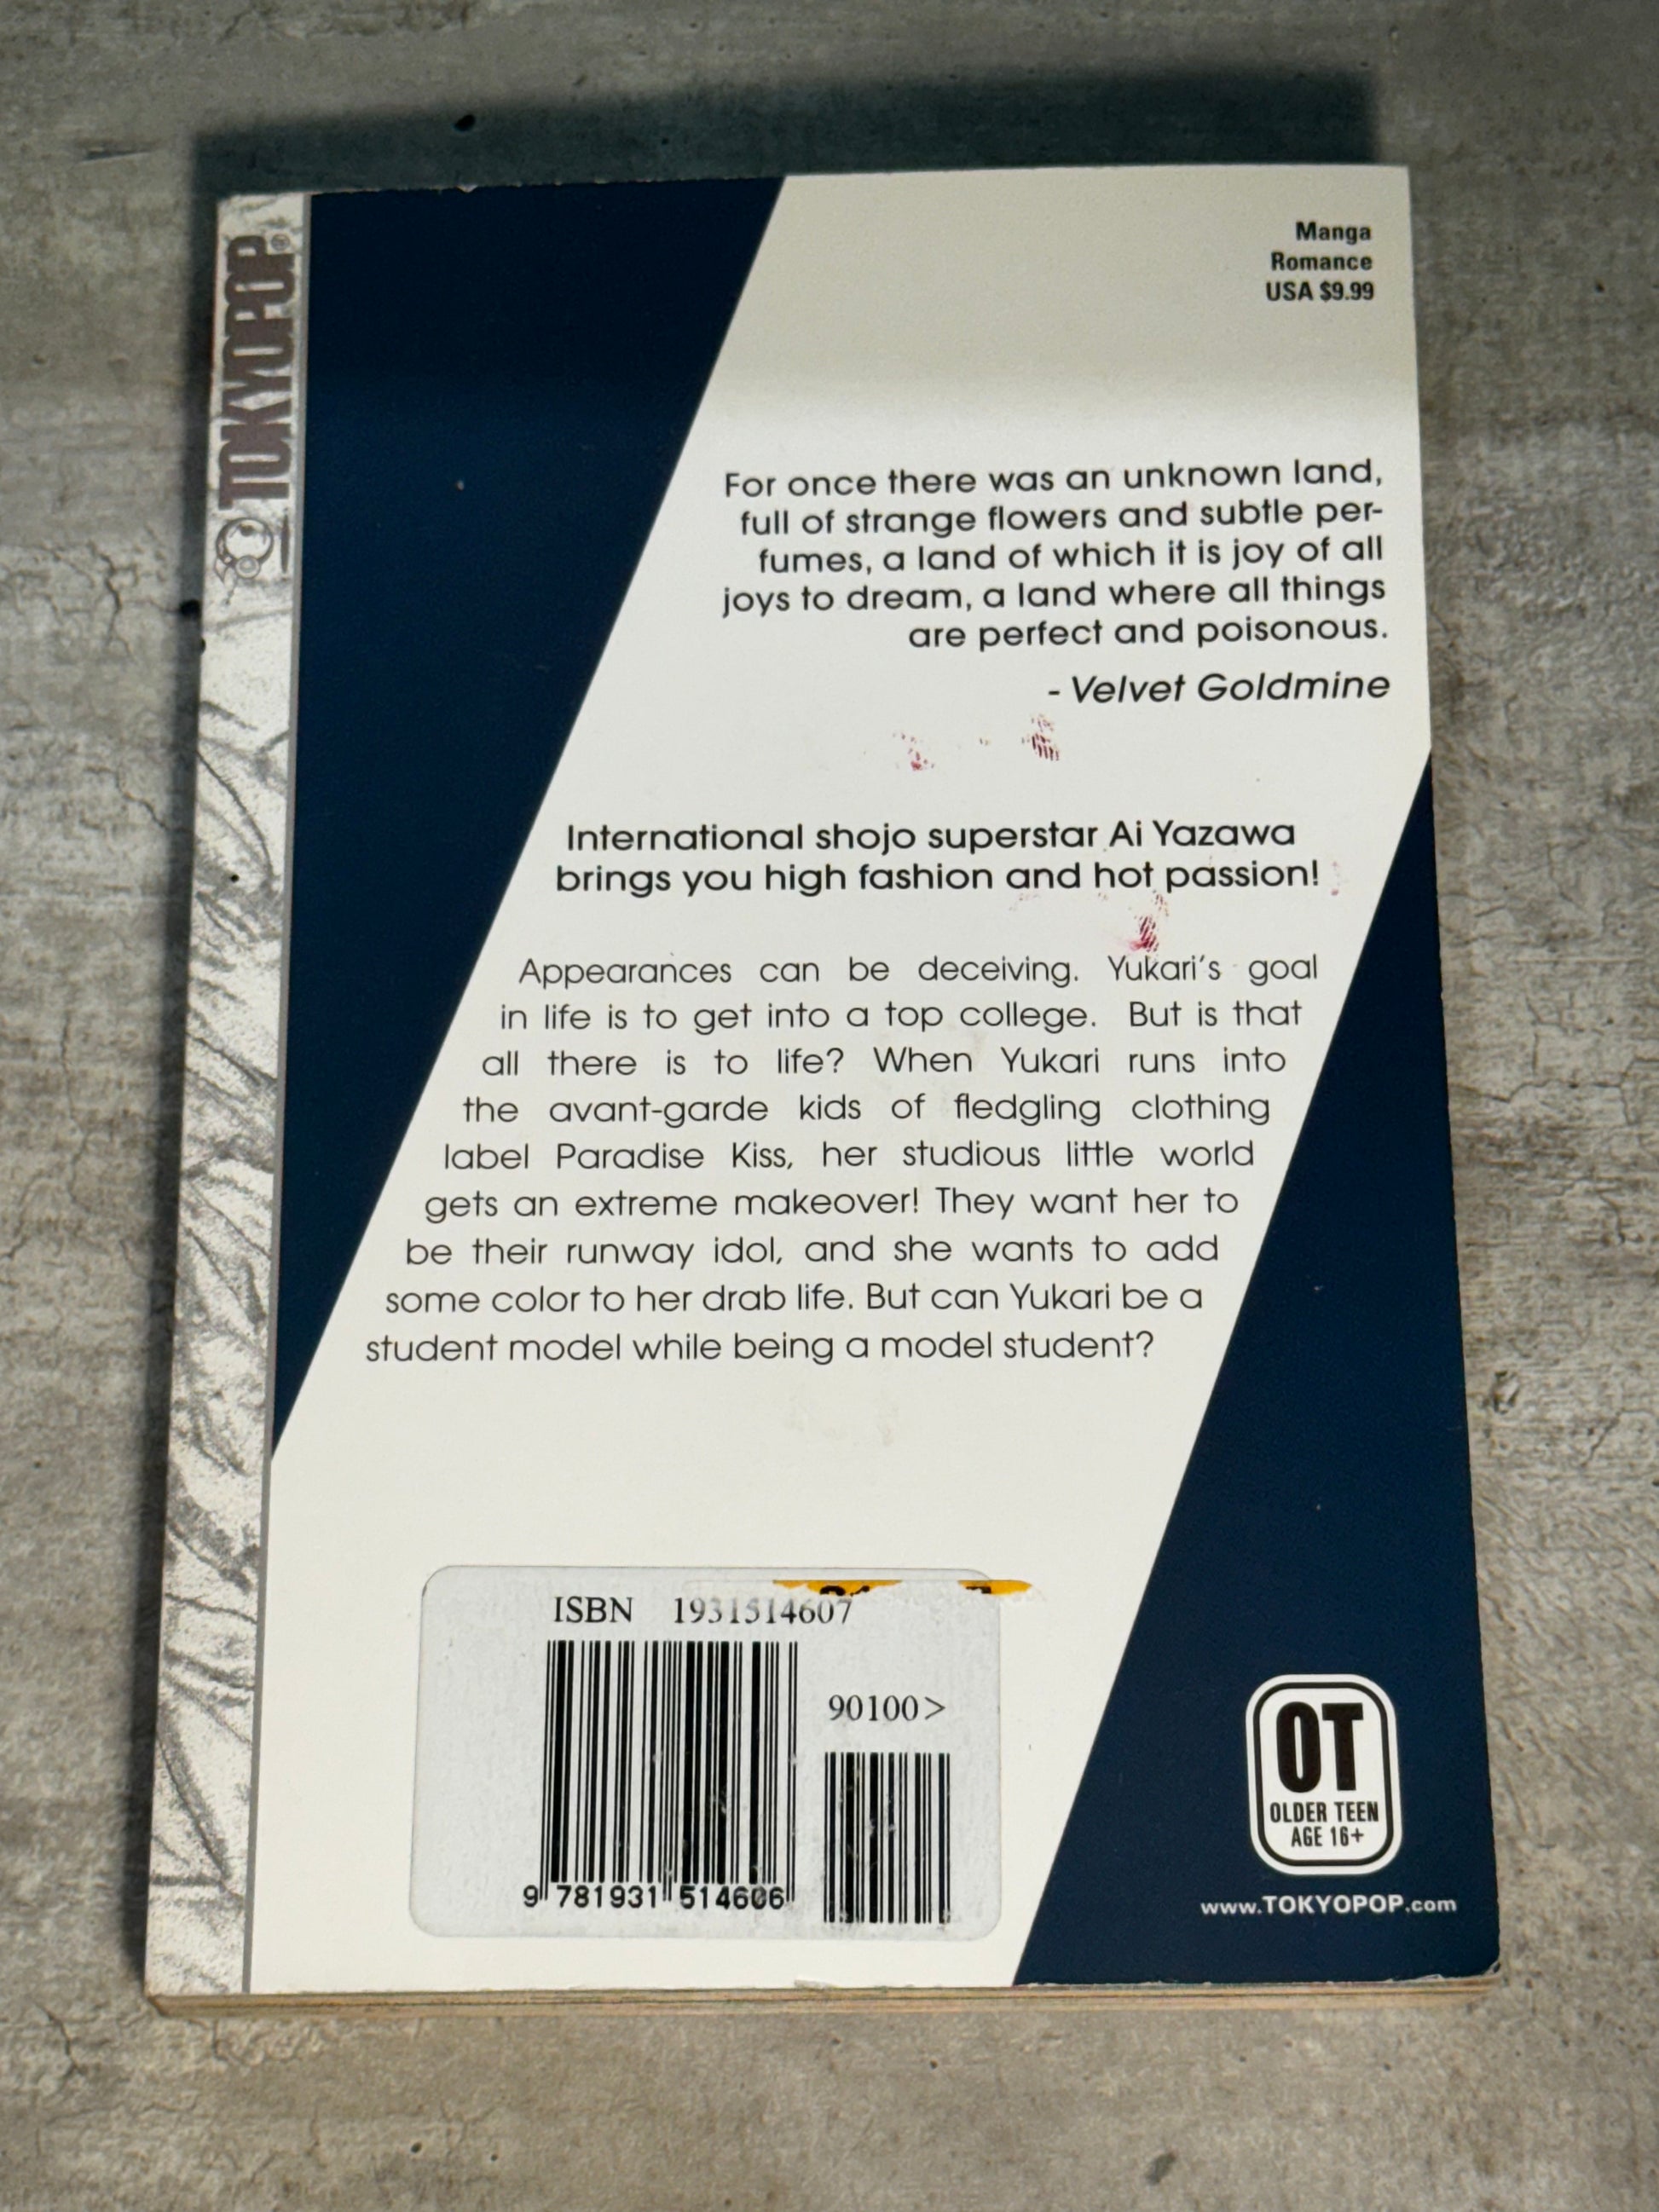 TOKYOPOP®
Manga
Romance
USA $9.99
For once there was an unknown land,
full of strange flowers and subtle per-
fumes, a land of which it is joy of all
joys to dream, a land where all things
are perfect and poisonous.
- Velvet Goldmine
International shojo superstar Ai Yazawa
brings you high fashion and hot passion!
Appearances can be deceiving. Yukari's goal
in life is to get into a top college. But is that
all there is to life? When Yukari runs into
the avant-garde kids of fledgling clothing
label Paradise Kiss, her studious little world
gets an extreme makeover! They want her to
be their runway idol, and she wants to add
some color to her drab life. But can Yukari be a
student model while being a model student?
ISBN 1931514607
90100>
9 781931 514606
OT
OLDER TEEN
AGE 16+
www.TOKYOPOP.com